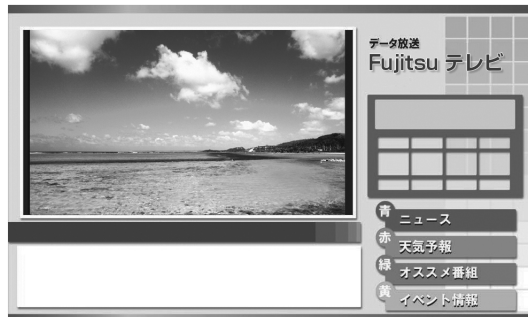 データ放送
Fujitsu テレビ
青 ニュース
赤 天気予報
緑 オススメ番組
黄 イベント情報